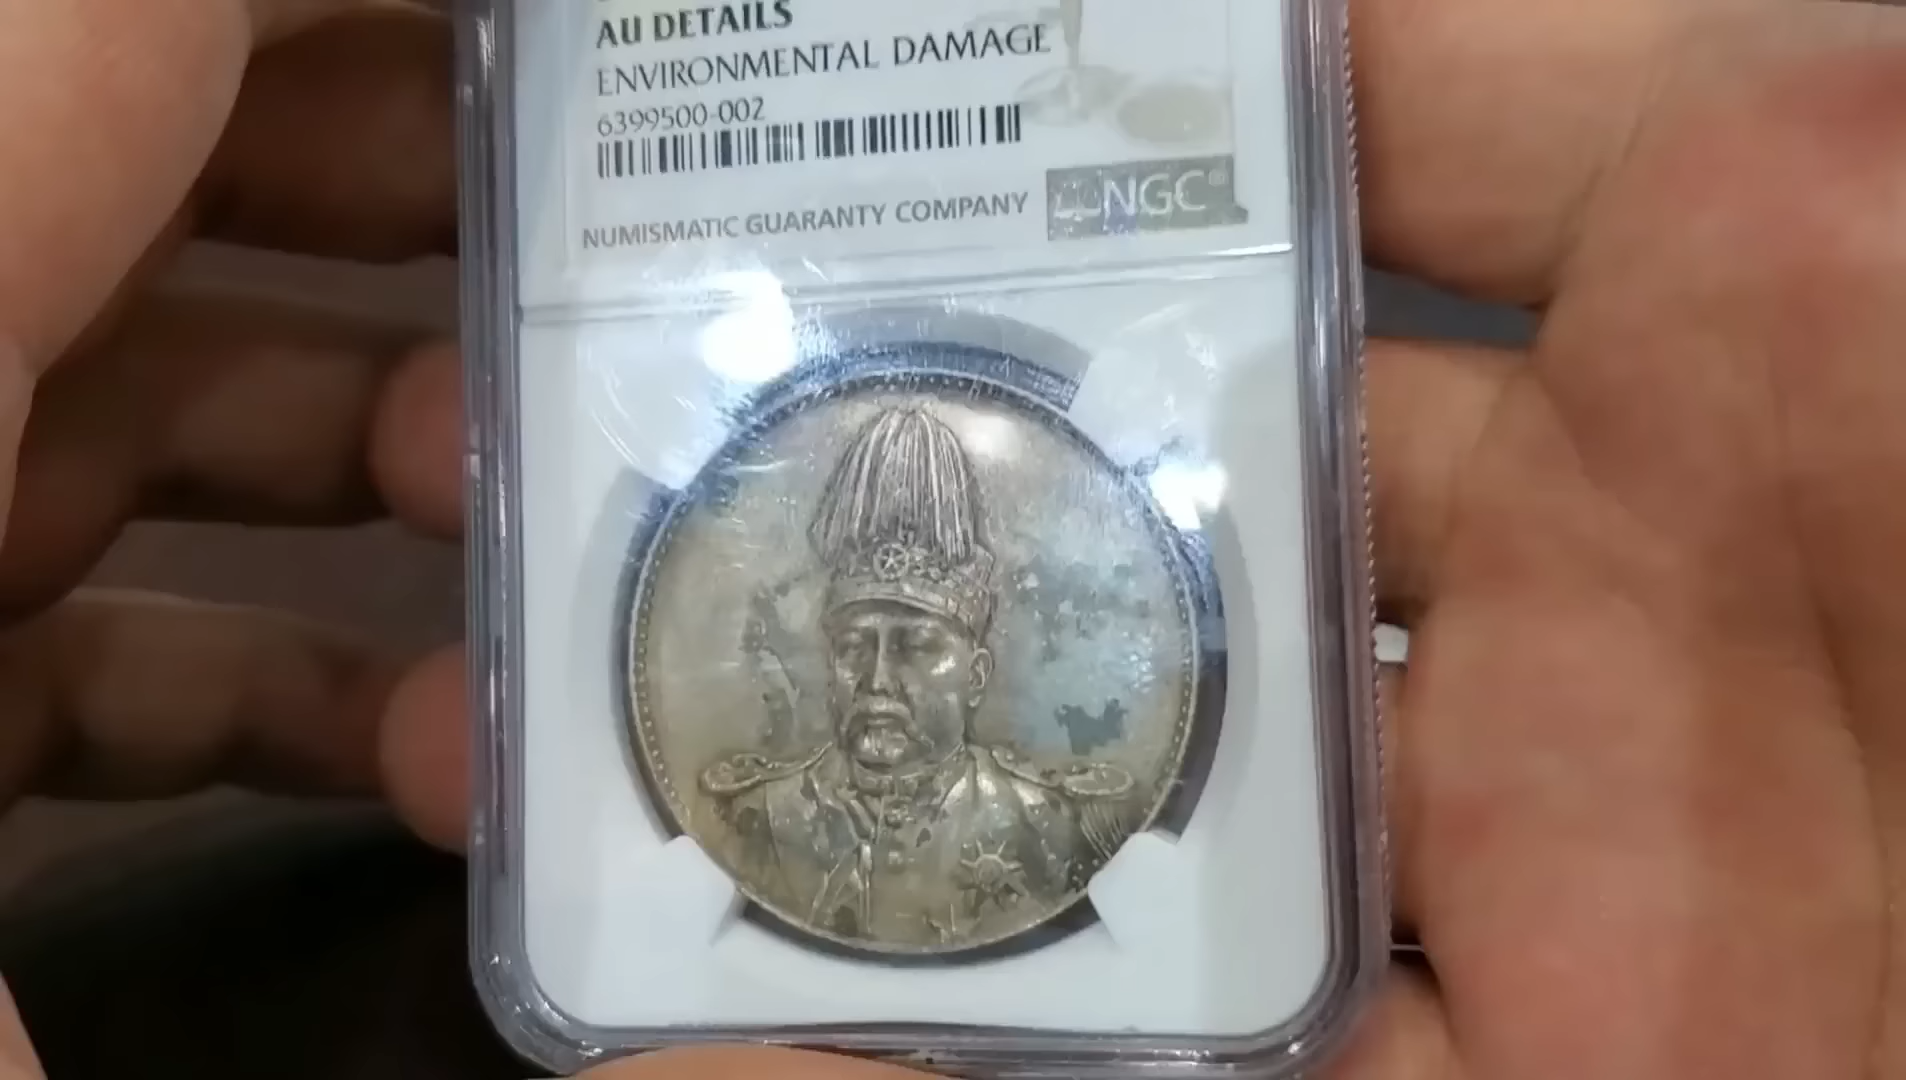 AU DETAILS
ENVIRONMENTAL DAMAGE
6399500-002
NUMISMATIC GUARANTY COMPANY
NGC®